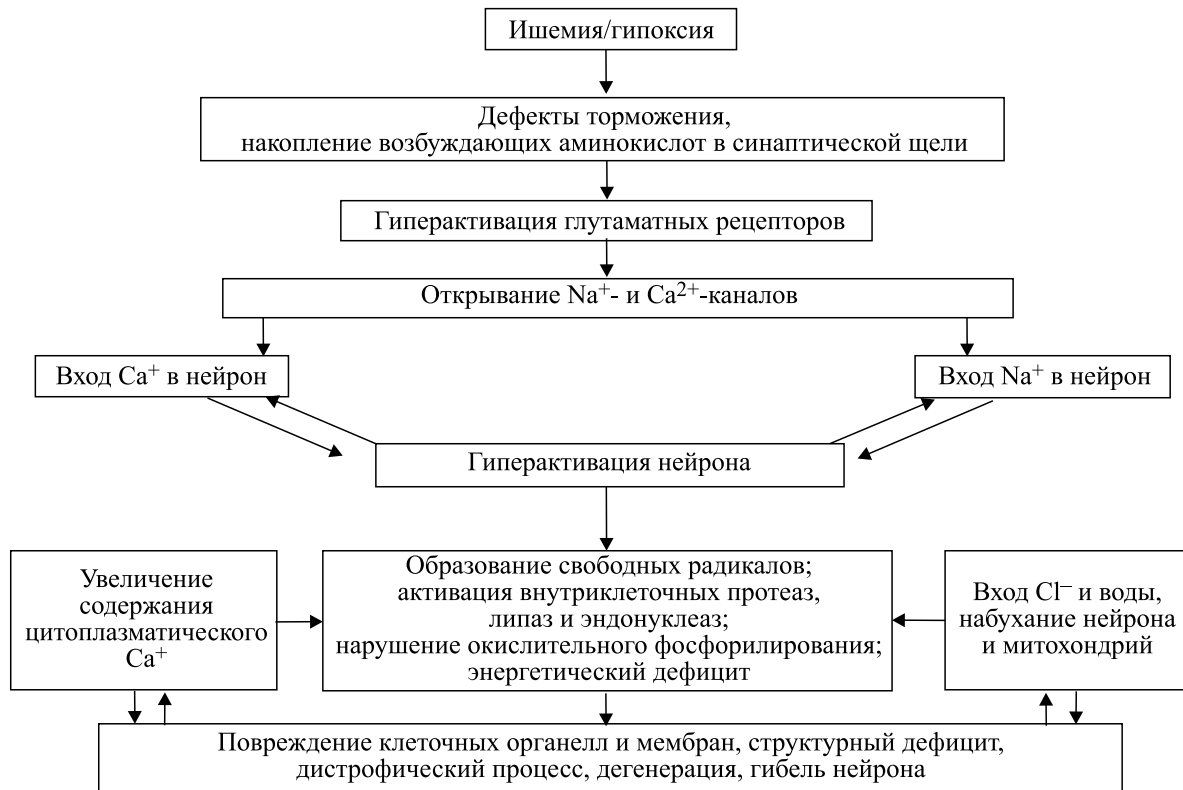 Ишемия/гипоксия
Дефекты торможения,
накопление возбуждающих аминокислот в синаптической щели
Гиперактивация глутаматных рецепторов
Открывание Na⁺- и Ca²⁺-каналов
Вход Ca⁺ в нейрон
Вход Na⁺ в нейрон
Гиперактивация нейрона
Увеличение
содержания
цитоплазматического
Ca⁺
Образование свободных радикалов;
активация внутриклеточных протеаз,
липаз и эндонуклеаз;
нарушение окислительного фосфорилирования;
энергетический дефицит
Вход Cl⁻ и воды,
набухание нейрона
и митохондрий
Повреждение клеточных органелл и мембран, структурный дефицит,
дистрофический процесс, дегенерация, гибель нейрона